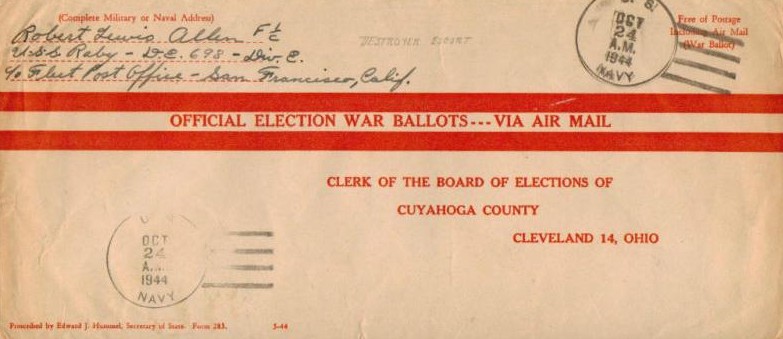 (Complete Military or Naval Address)
Robert Lewis Allen F 1/C
U.S.S. Raby - D.E. 698 - Div. E.
c/o Fleet Post Office - San Francisco, Calif.
DESTROYER ESCORT
U. S.
OCT
24
A.M.
1944
NAVY
Free of Postage
Including Air Mail
(War Ballot)
OFFICIAL ELECTION WAR BALLOTS---VIA AIR MAIL
CLERK OF THE BOARD OF ELECTIONS OF
CUYAHOGA COUNTY
CLEVELAND 14, OHIO
OCT
24
A.M.
1944
NAVY
Prescribed by Edward J. Hummel, Secretary of State. Form 283. 5-44